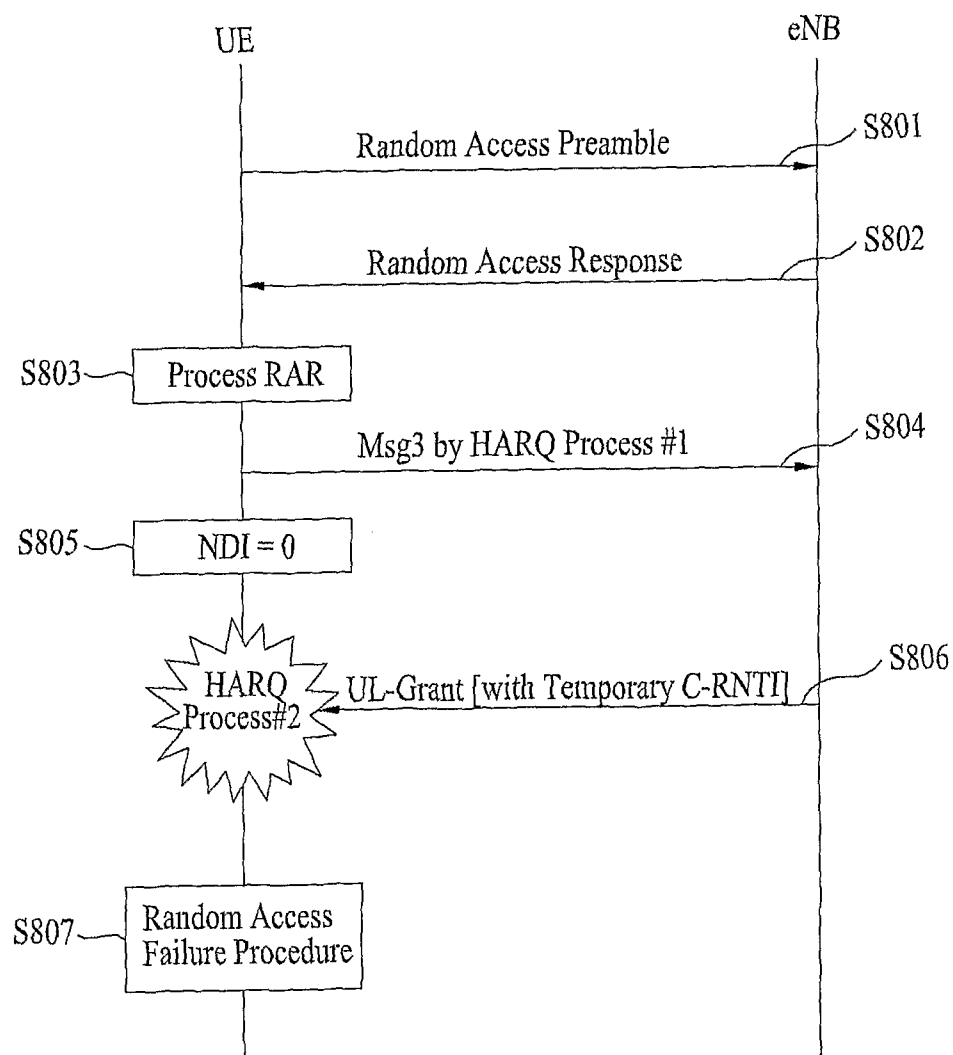 UE
eNB
Random Access Preamble
S801
Random Access Response
S802
S803
Process RAR
Msg3 by HARQ Process #1
S804
S805
NDI = 0
HARQ
Process#2
UL-Grant [with Temporary C-RNTI]
S806
S807
Random Access
Failure Procedure